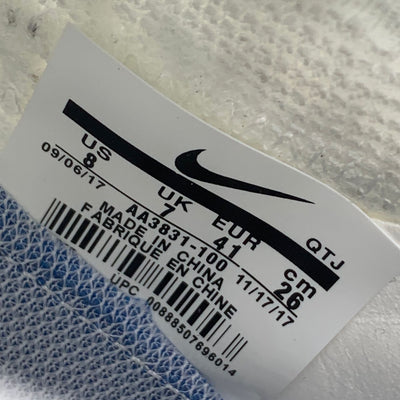 US UK EUR cm QTJ
8 7 41 26
09/06/17 AA3831-100 11/17/17
MADE IN CHINA
FABRIQUE EN CHINE
UPC 00888507696014